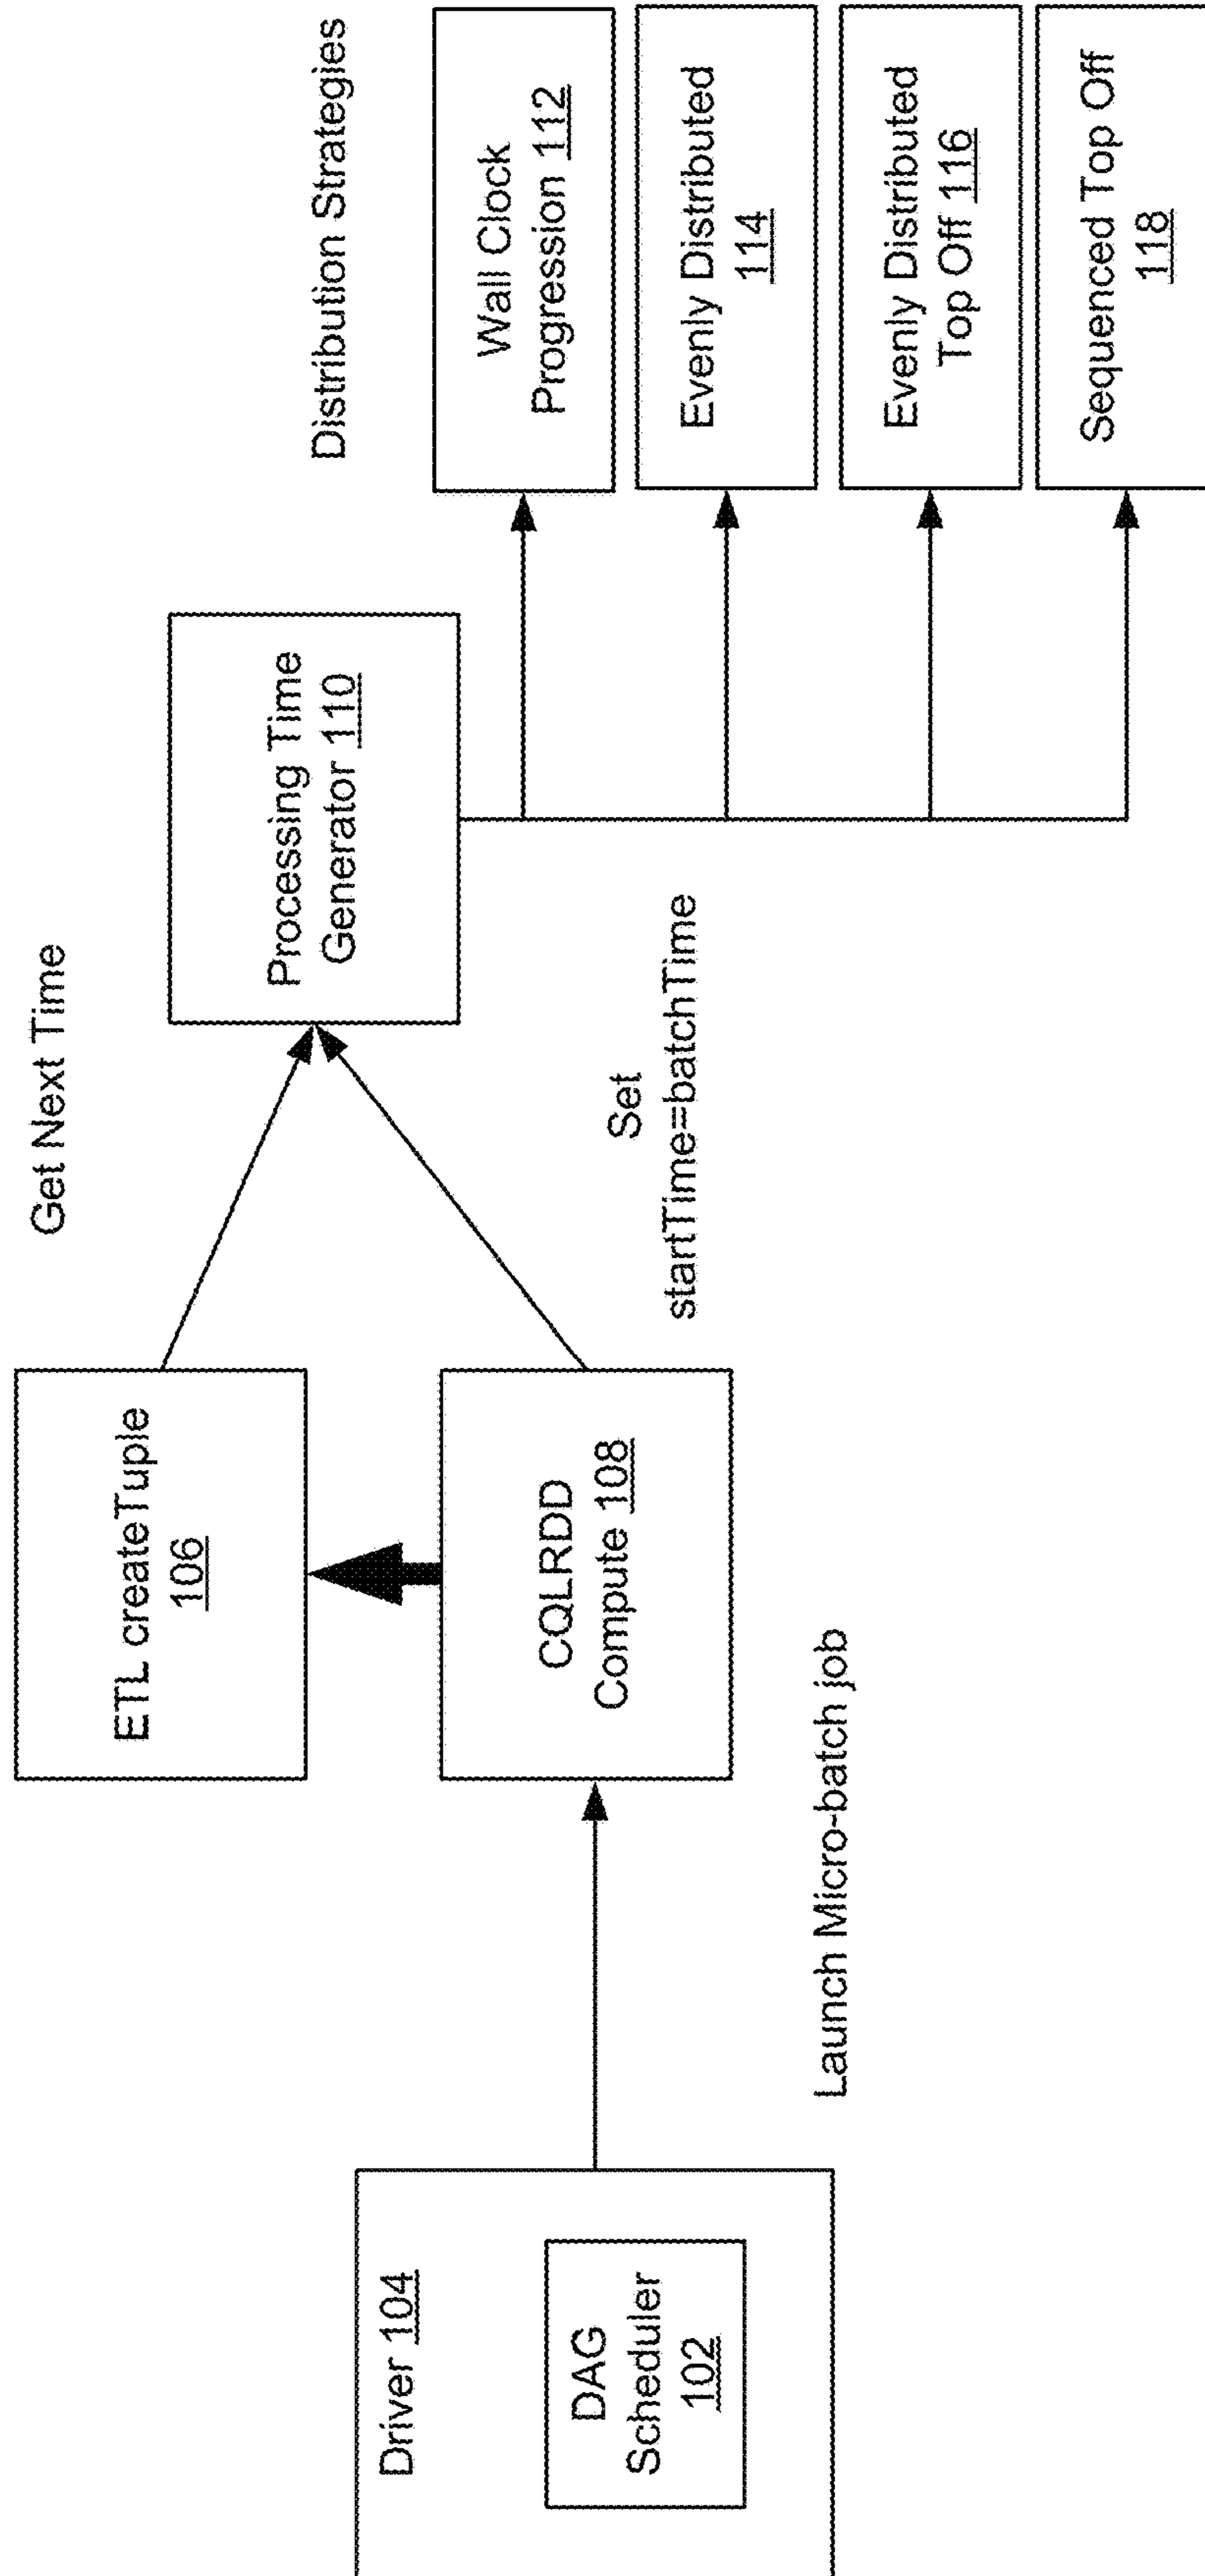 Driver 104
DAG
Scheduler
102
Launch Micro-batch job
ETL createTuple
106
CQLRDD
Compute 108
Get Next Time
Set
startTime=batchTime
Processing Time
Generator 110
Distribution Strategies
Wall Clock
Progression 112
Evenly Distributed
114
Evenly Distributed
Top Off 116
Sequenced Top Off
118